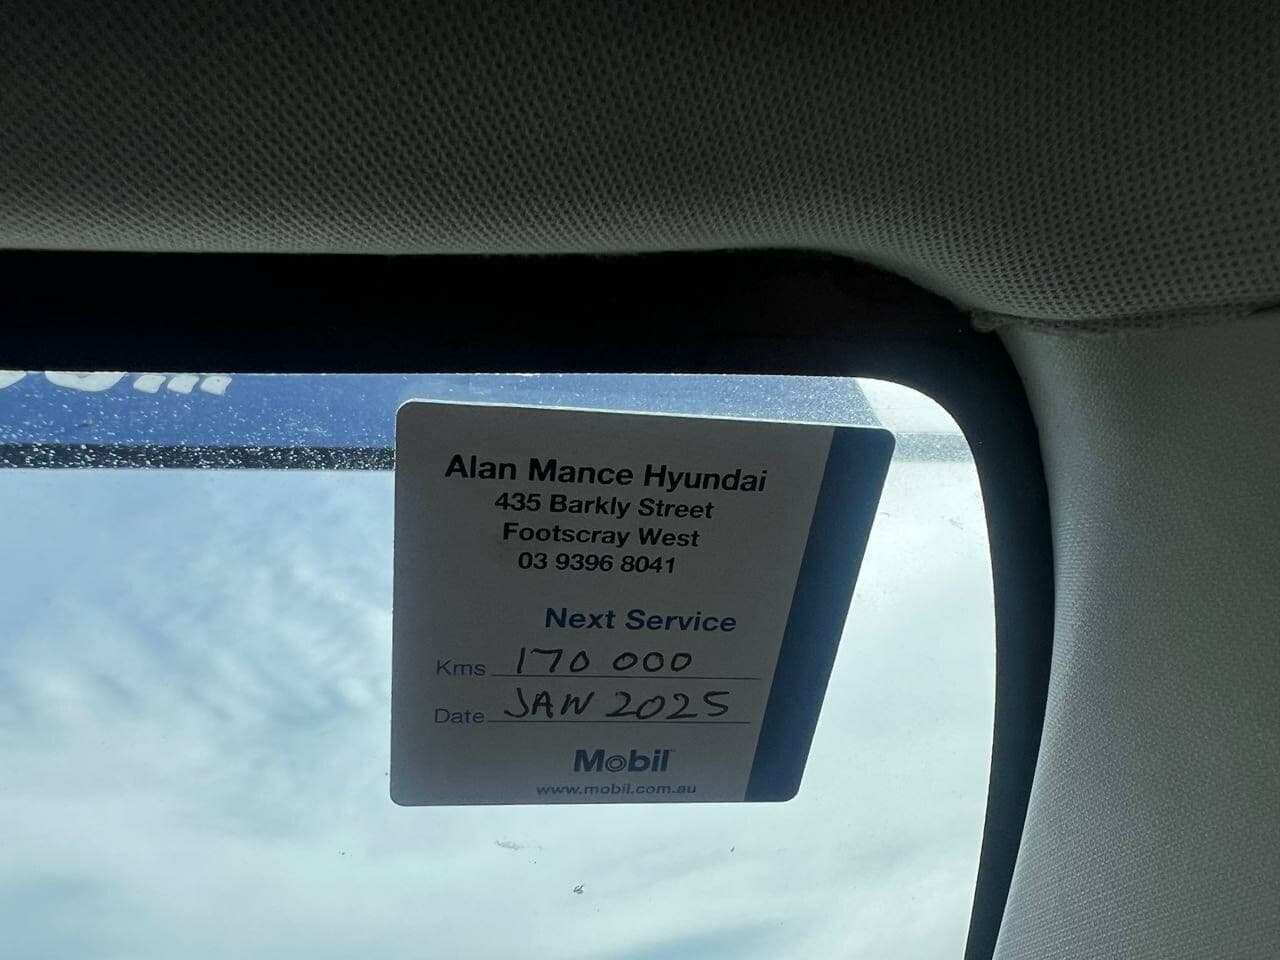 Alan Mance Hyundai
435 Barkly Street
Footscray West
03 9396 8041
Next Service
Kms 170 000
Date JAN 2025
Mobil
www.mobil.com.au